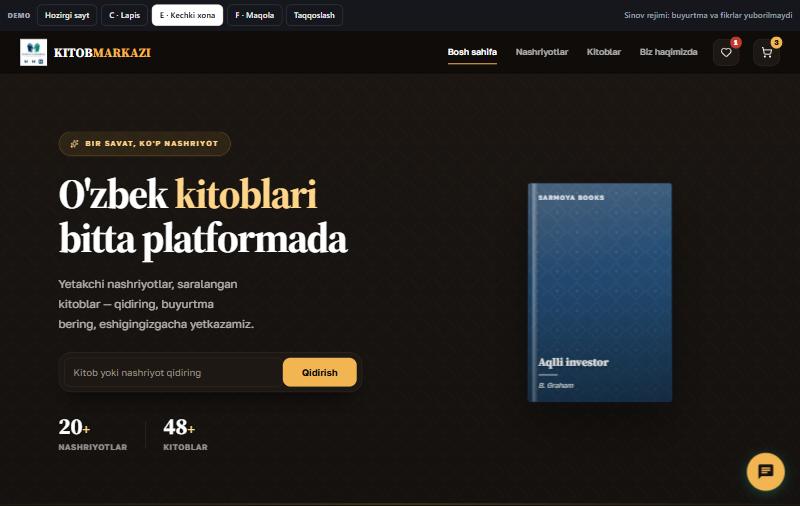 DEMO Hozirgi sayt C · Lapis E · Kechki xona F · Maqola Taqqoslash Sinov rejimi: buyurtma va fikrlar yuborilmaydi
KITOBMARKAZI Bosh sahifa Nashriyotlar Kitoblar Biz haqimizda 1 3
BIR SAVAT, KO'P NASHRIYOT
O'zbek kitoblari
bitta platformada
Yetakchi nashriyotlar, saralangan
kitoblar — qidiring, buyurtma
bering, eshigingizgacha yetkazamiz.
Kitob yoki nashriyot qidiring Qidirish
20+ 48+
NASHRIYOTLAR KITOBLAR
SARMOYA BOOKS
Aqlli investor
B. Graham